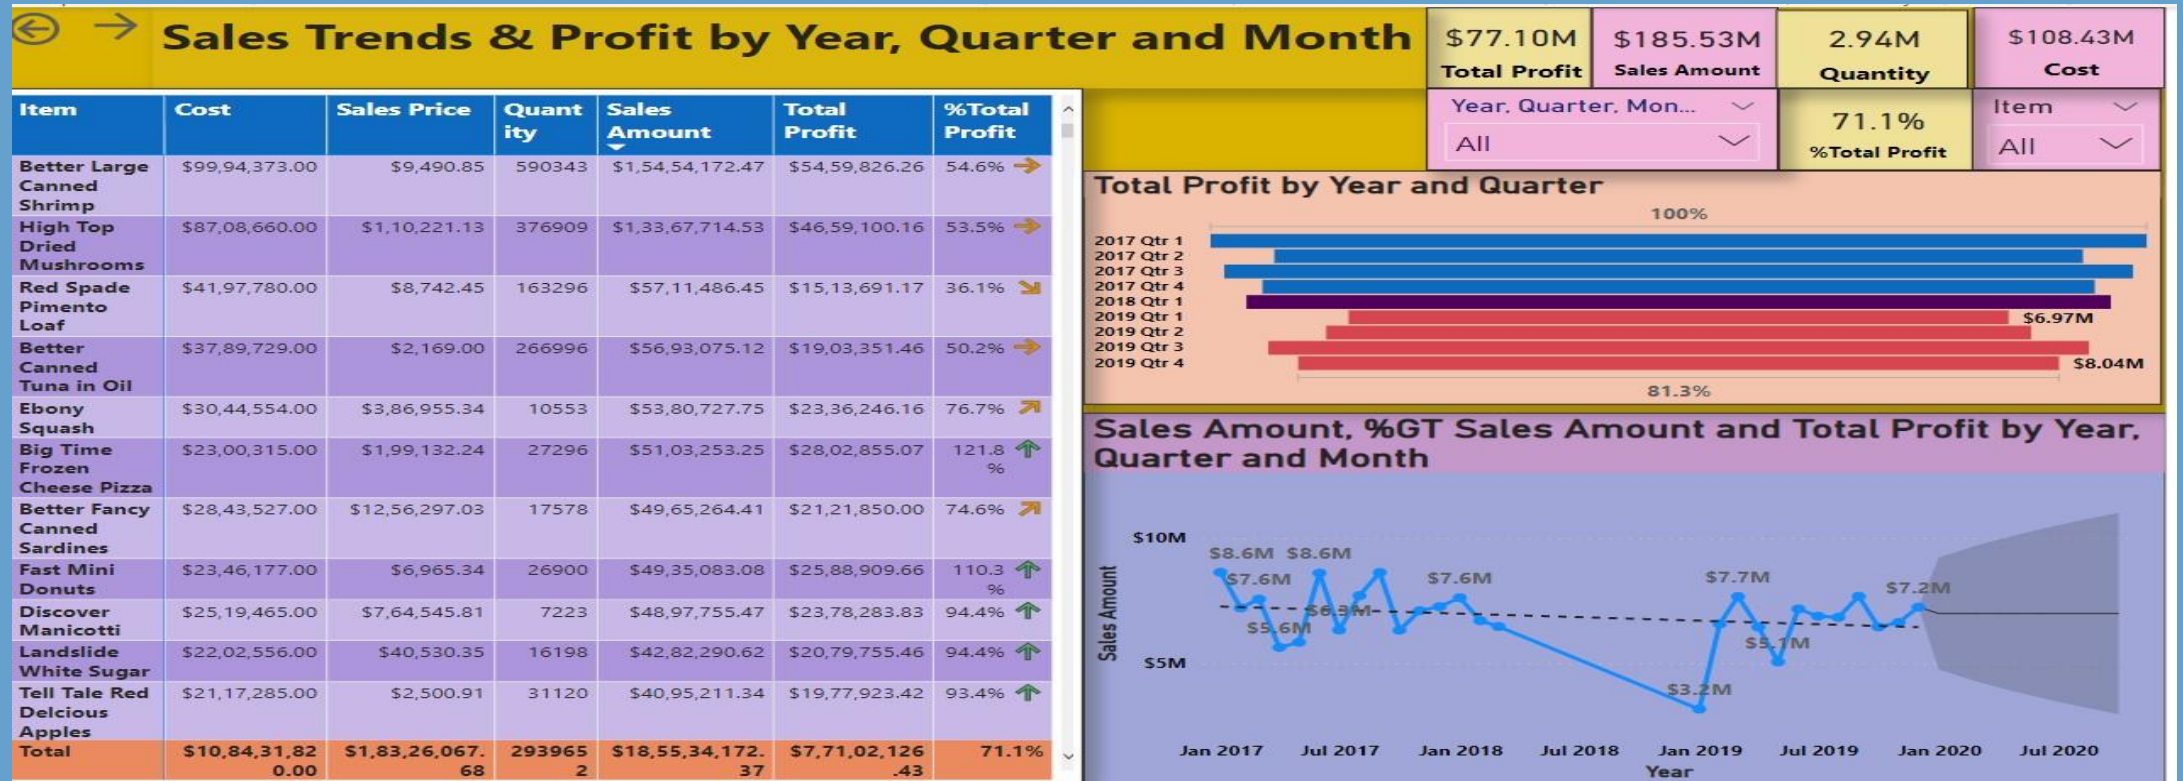 Sales Trends & Profit by Year, Quarter and Month
$77.10M
Total Profit
$185.53M
Sales Amount
2.94M
Quantity
$108.43M
Cost
Year, Quarter, Mon...
All
71.1%
%Total Profit
Item
All
Item Cost Sales Price Quant Sales Total %Total
ity Amount Profit Profit
Better Large $99,94,373.00 $9,490.85 590343 $1,54,54,172.47 $54,59,826.26 54.6%
Canned
Shrimp
High Top $87,08,660.00 $1,10,221.13 376909 $1,33,67,714.53 $46,59,100.16 53.5%
Dried
Mushrooms
Red Spade $41,97,780.00 $8,742.45 163296 $57,11,486.45 $15,13,691.17 36.1%
Pimento
Loaf
Better $37,89,729.00 $2,169.00 266996 $56,93,075.12 $19,03,351.46 50.2%
Canned
Tuna in Oil
Ebony $30,44,554.00 $3,86,955.34 10553 $53,80,727.75 $23,36,246.16 76.7%
Squash
Big Time $23,00,315.00 $1,99,132.24 27296 $51,03,253.25 $28,02,855.07 121.8
Frozen %
Cheese Pizza
Better Fancy $28,43,527.00 $12,56,297.03 17578 $49,65,264.41 $21,21,850.00 74.6%
Canned
Sardines
Fast Mini $23,46,177.00 $6,965.34 26900 $49,35,083.08 $25,88,909.66 110.3
Donuts %
Discover $25,19,465.00 $7,64,545.81 7223 $48,97,755.47 $23,78,283.83 94.4%
Manicotti
Landslide $22,02,556.00 $40,530.35 16198 $42,82,290.62 $20,79,755.46 94.4%
White Sugar
Tell Tale Red $21,17,285.00 $2,500.91 31120 $40,95,211.34 $19,77,923.42 93.4%
Delcious
Apples
Total $10,84,31,82 $1,83,26,067. 293965 $18,55,34,172. $7,71,02,126 71.1%
0.00 68 2 37 .43
Total Profit by Year and Quarter
100%
2017 Qtr 1
2017 Qtr 2
2017 Qtr 3
2017 Qtr 4
2018 Qtr 1
2019 Qtr 1 $6.97M
2019 Qtr 2
2019 Qtr 3
2019 Qtr 4 $8.04M
81.3%
Sales Amount, %GT Sales Amount and Total Profit by Year,
Quarter and Month
$10M
$8.6M $8.6M
$7.6M $7.6M $7.7M $7.2M
$6.3M
$5.6M $5.1M
$5M
$3.2M
Sales Amount
Jan 2017 Jul 2017 Jan 2018 Jul 2018 Jan 2019 Jul 2019 Jan 2020 Jul 2020
Year